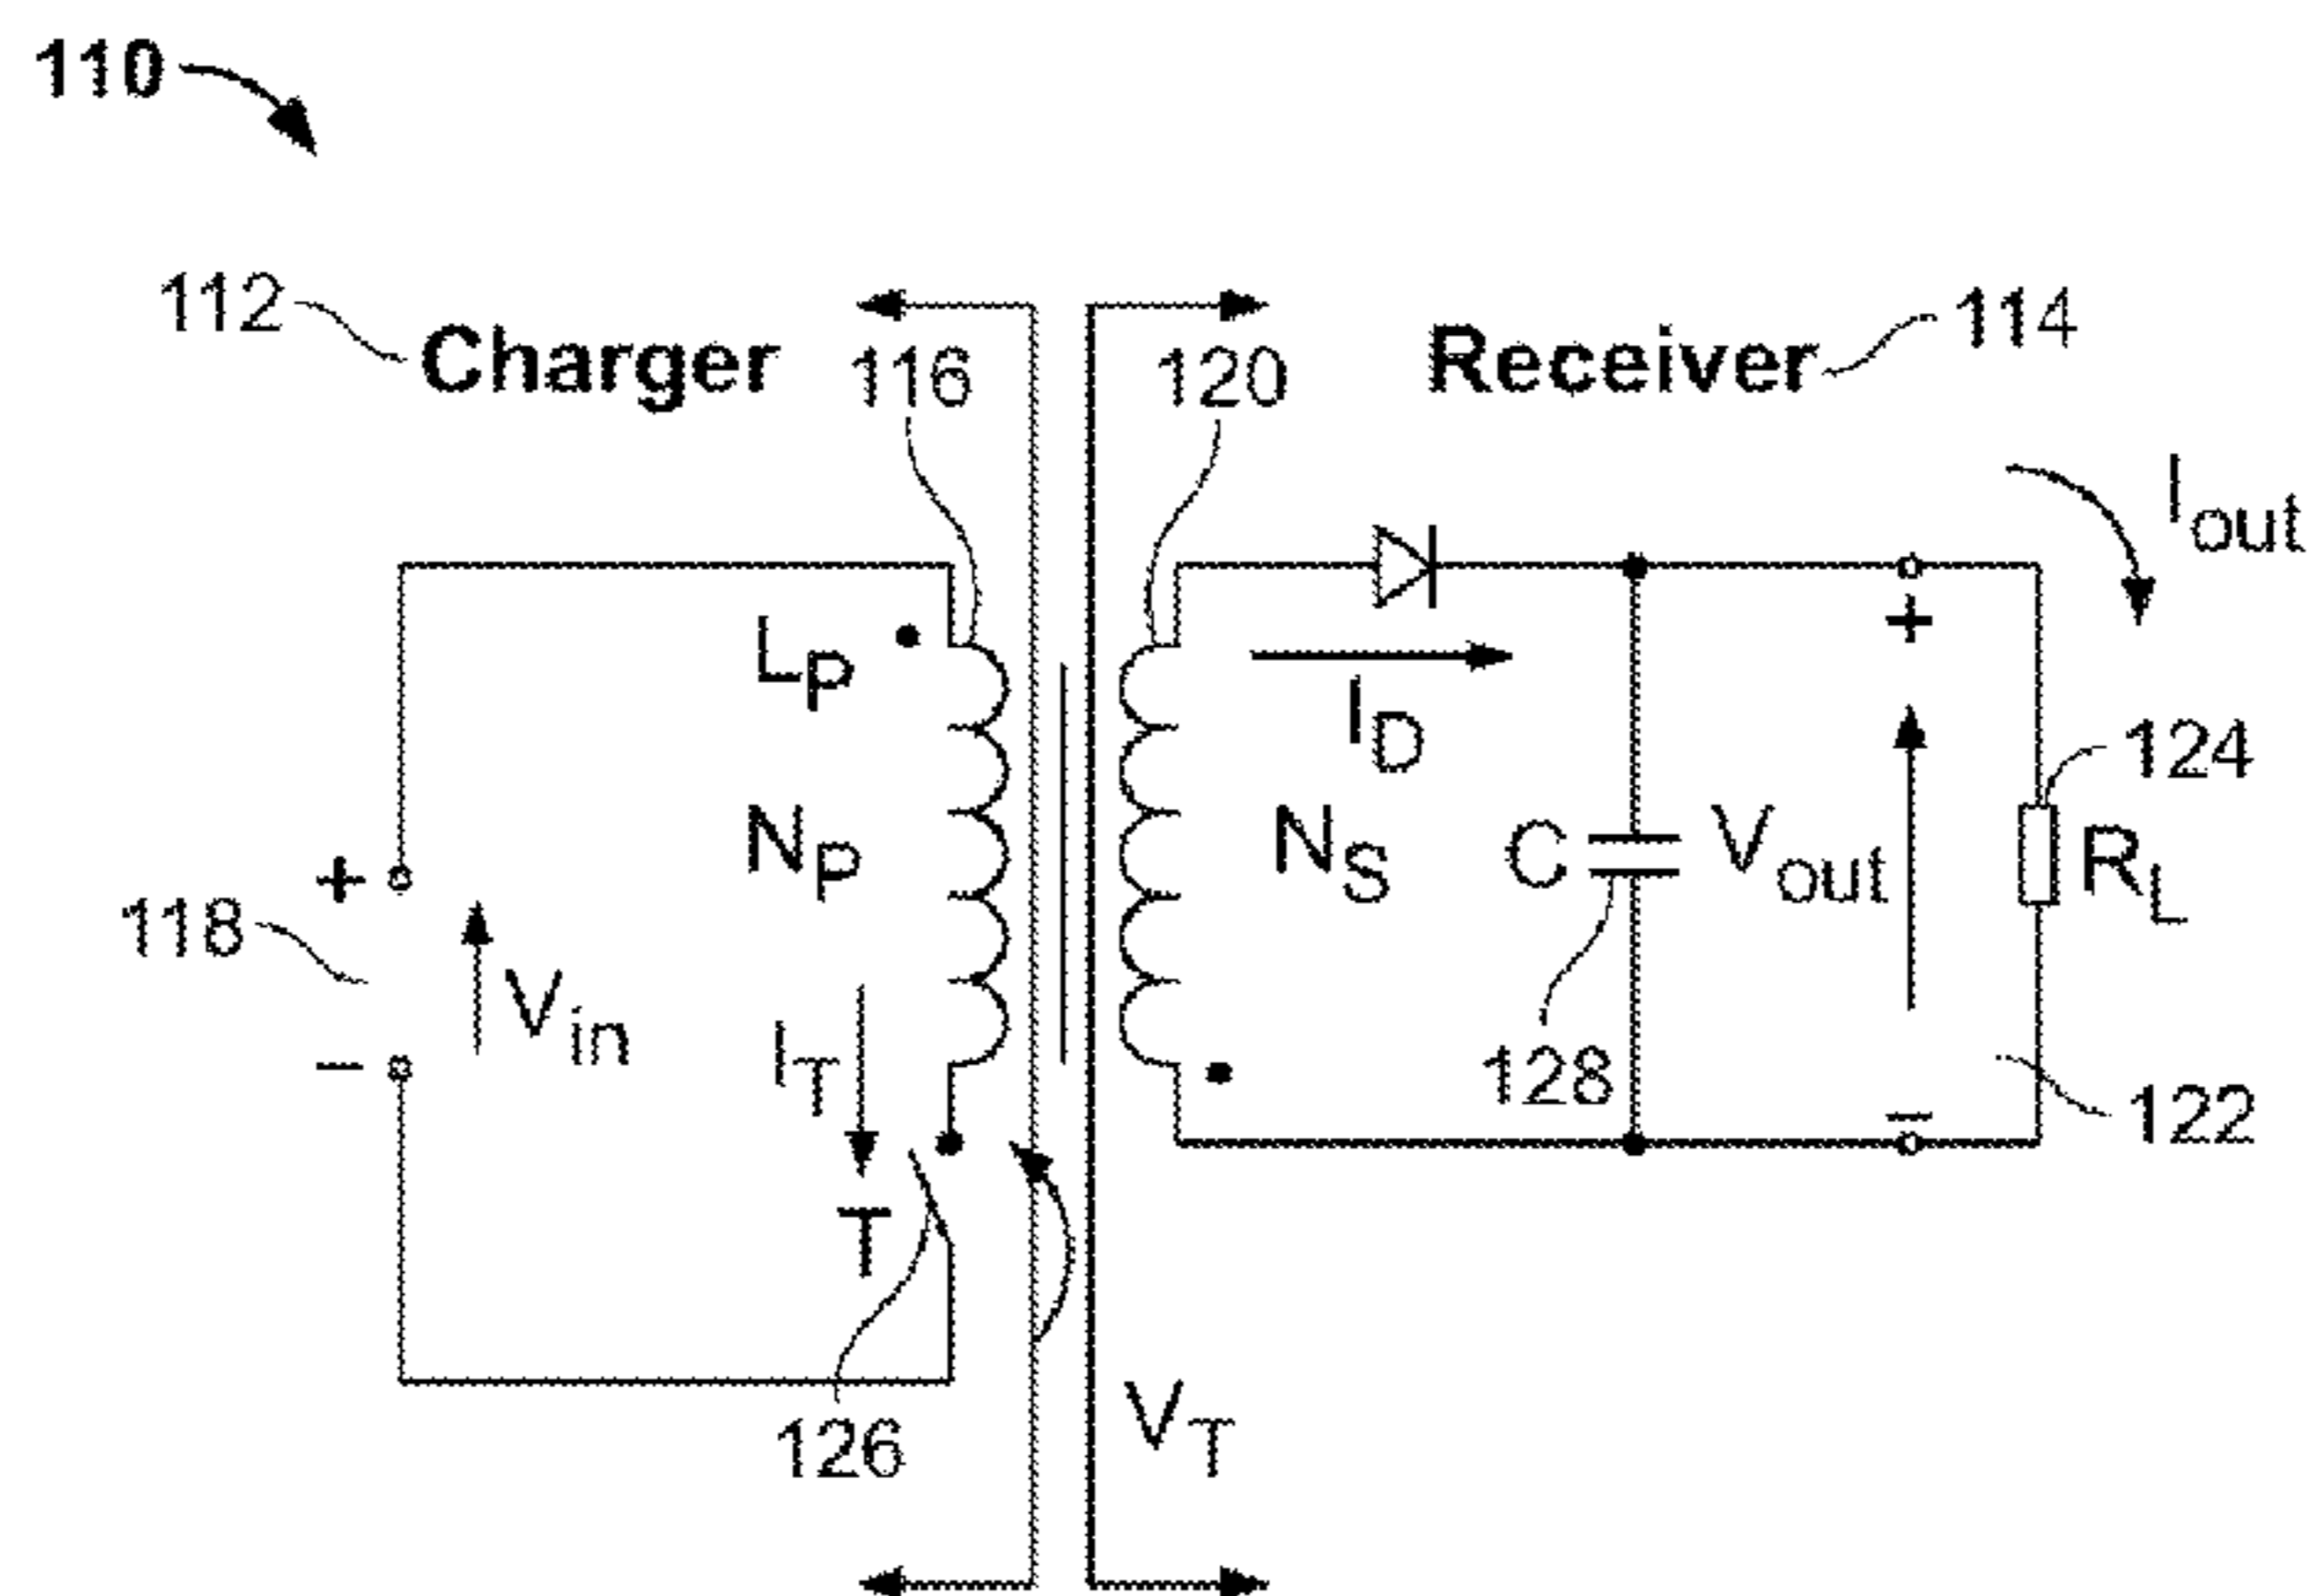 110
112
Charger
116
120
Receiver
114
Iout
LP
ID
+
124
NP
NS
C
Vout
RL
+
118
Vin
IT
128
−
−
122
T
126
VT